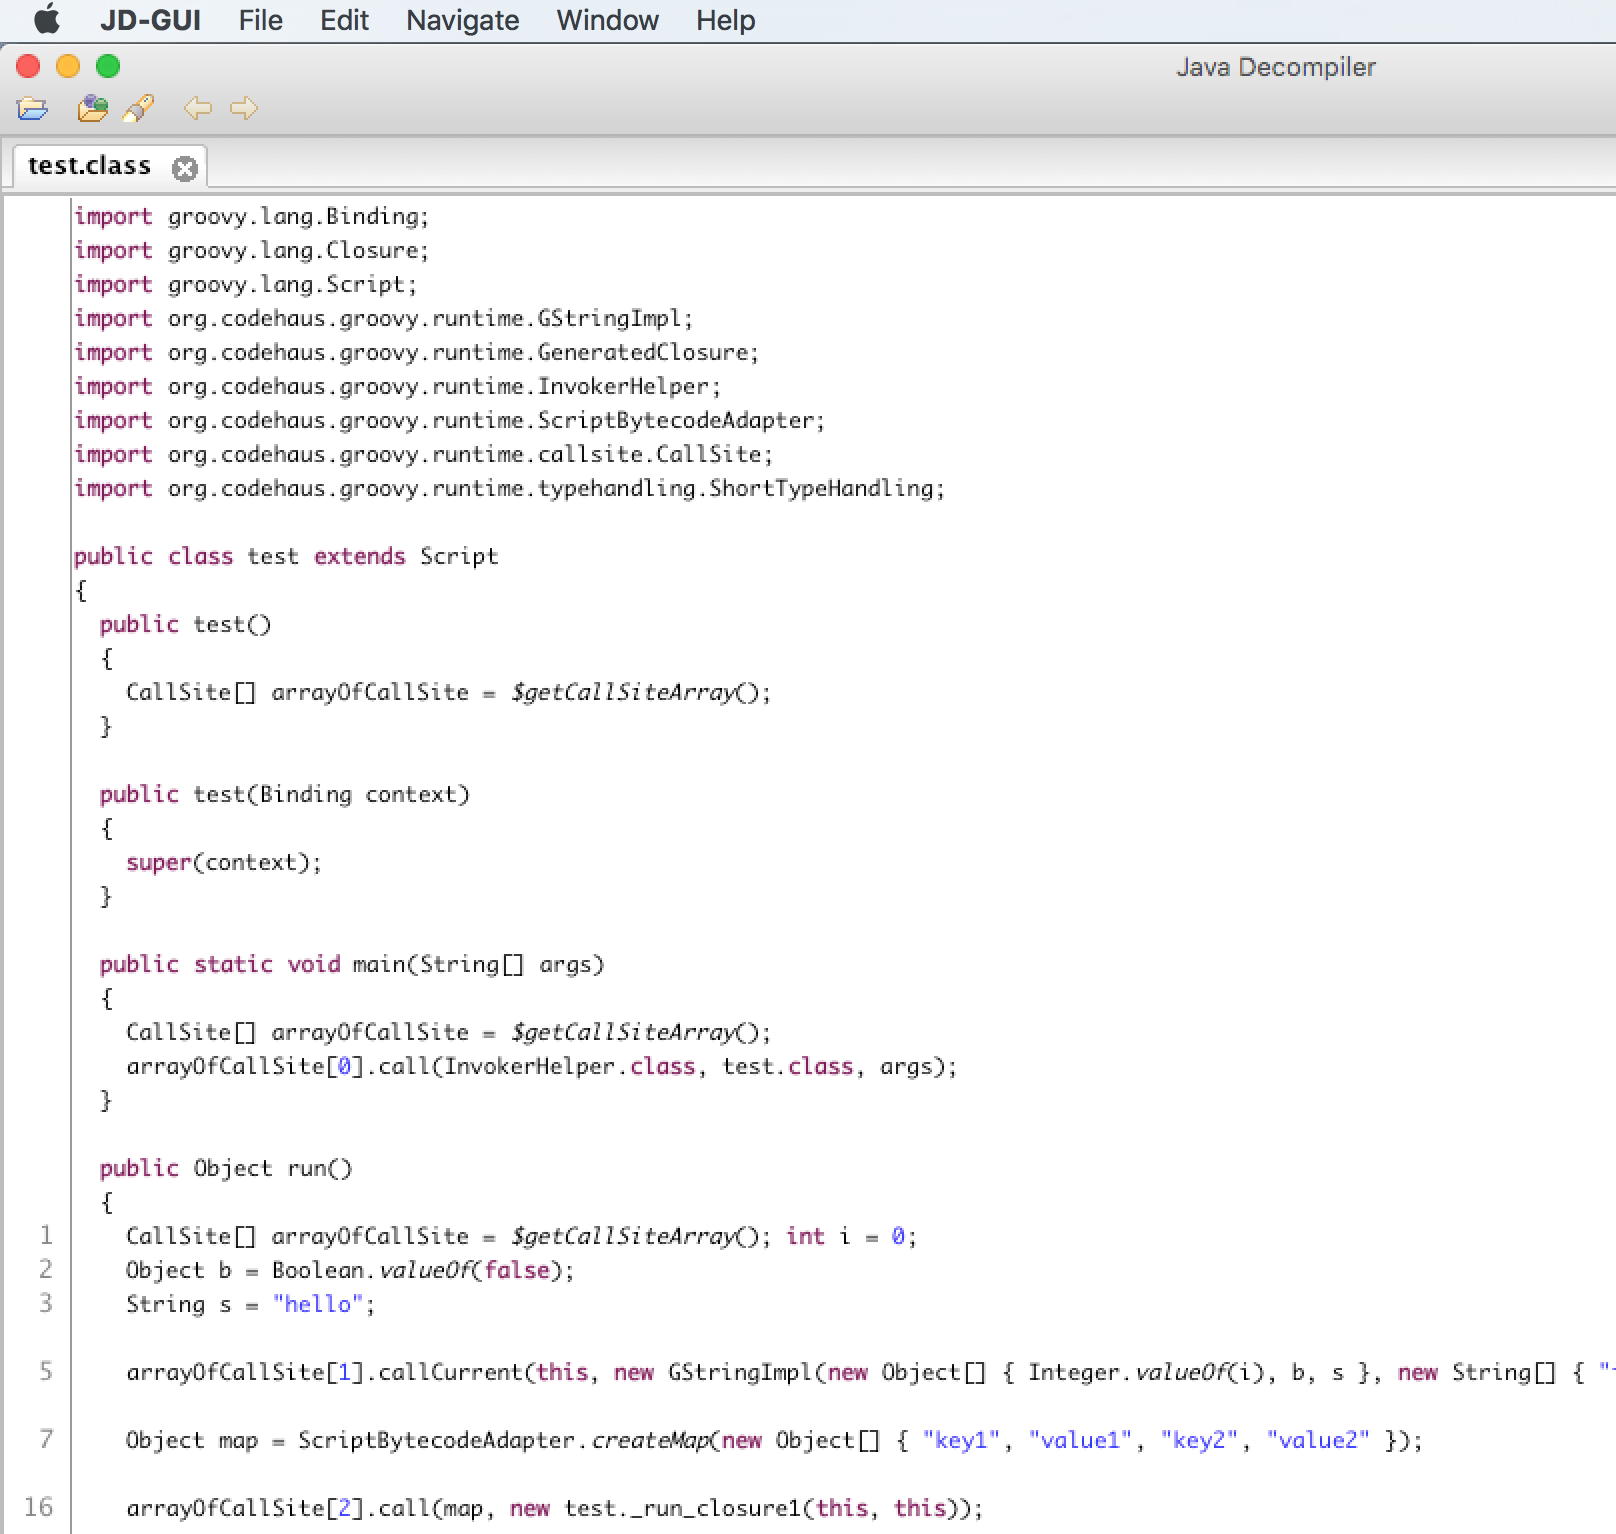 JD-GUI File Edit Navigate Window Help
Java Decompiler
test.class
import groovy.lang.Binding;
import groovy.lang.Closure;
import groovy.lang.Script;
import org.codehaus.groovy.runtime.GStringImpl;
import org.codehaus.groovy.runtime.GeneratedClosure;
import org.codehaus.groovy.runtime.InvokerHelper;
import org.codehaus.groovy.runtime.ScriptBytecodeAdapter;
import org.codehaus.groovy.runtime.callsite.CallSite;
import org.codehaus.groovy.runtime.typehandling.ShortTypeHandling;
public class test extends Script
{
  public test()
  {
    CallSite[] arrayOfCallSite = $getCallSiteArray();
  }
  public test(Binding context)
  {
    super(context);
  }
  public static void main(String[] args)
  {
    CallSite[] arrayOfCallSite = $getCallSiteArray();
    arrayOfCallSite[0].call(InvokerHelper.class, test.class, args);
  }
  public Object run()
  {
1 CallSite[] arrayOfCallSite = $getCallSiteArray(); int i = 0;
2 Object b = Boolean.valueOf(false);
3 String s = "hello";
5 arrayOfCallSite[1].callCurrent(this, new GStringImpl(new Object[] { Integer.valueOf(i), b, s }, new String[] { "
7 Object map = ScriptBytecodeAdapter.createMap(new Object[] { "key1", "value1", "key2", "value2" });
16 arrayOfCallSite[2].call(map, new test._run_closure1(this, this));